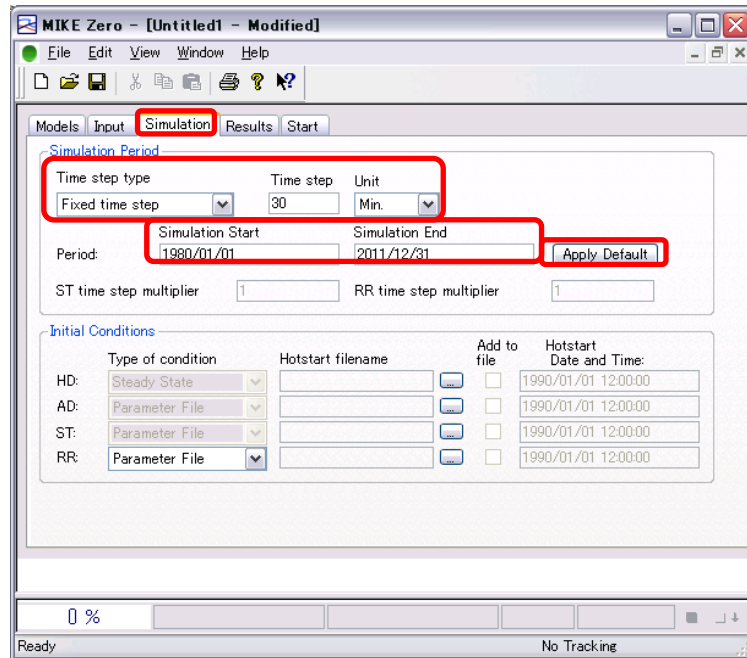 MIKE Zero - [Untitled1 - Modified]
File Edit View Window Help
Models Input Simulation Results Start
Simulation Period
Time step type Time step Unit
Fixed time step 30 Min.
Simulation Start Simulation End
Period: 1980/01/01 2011/12/31 Apply Default
ST time step multiplier 1 RR time step multiplier 1
Initial Conditions
Add to Hotstart
Type of condition Hotstart filename file Date and Time:
HD: Steady State ... 1990/01/01 12:00:00
AD: Parameter File ... 1990/01/01 12:00:00
ST: Parameter File ... 1990/01/01 12:00:00
RR: Parameter File ... 1990/01/01 12:00:00
0 %
Ready No Tracking